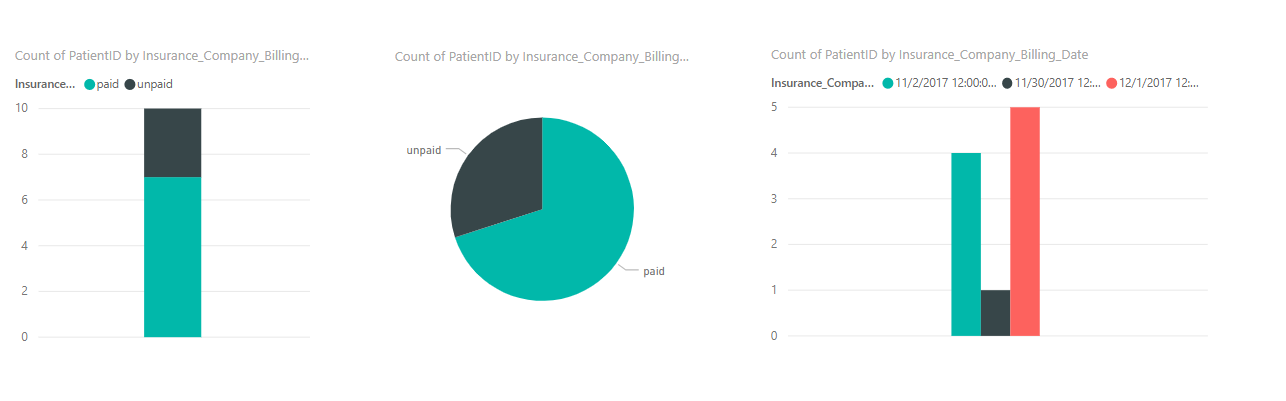 Count of PatientID by Insurance_Company_Billing...
Insurance... paid unpaid
10
8
6
4
2
0
Count of PatientID by Insurance_Company_Billing...
unpaid
paid
Count of PatientID by Insurance_Company_Billing_Date
Insurance_Compa... 11/2/2017 12:00:0... 11/30/2017 12:... 12/1/2017 12:...
5
4
3
2
1
0